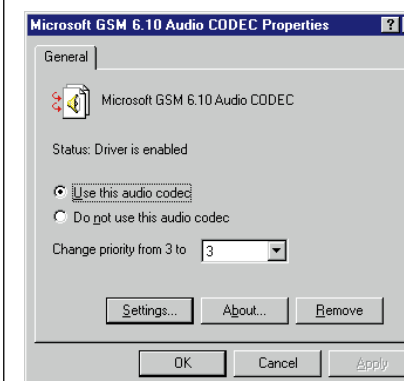 Microsoft GSM 6.10 Audio CODEC Properties ?
General
Microsoft GSM 6.10 Audio CODEC
Status: Driver is enabled
Use this audio codec
Do not use this audio codec
Change priority from 3 to 3
Settings... About... Remove
OK Cancel Apply